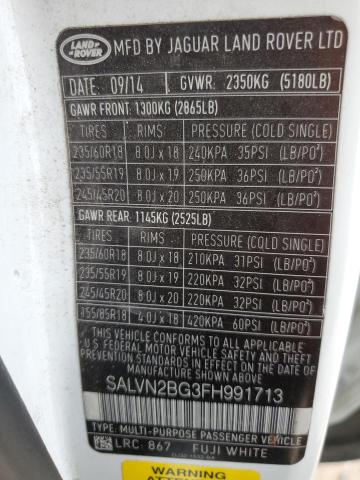 LAND
ROVER
MFD BY JAGUAR LAND ROVER LTD
DATE: 09/14 GVWR: 2350KG (5180LB)
GAWR FRONT: 1300KG (2865LB)
TIRES RIMS PRESSURE (COLD SINGLE)
235/60R18 8.0J x 18 240KPA 35PSI (LB/PO²)
235/55R19 8.0J x 19 250KPA 36PSI (LB/PO²)
245/45R20 8.0J x 20 250KPA 36PSI (LB/PO²)
GAWR REAR: 1145KG (2525LB)
TIRES RIMS PRESSURE (COLD SINGLE)
235/60R18 8.0J x 18 210KPA 31PSI (LB/PO²)
235/55R19 8.0J x 19 220KPA 32PSI (LB/PO²)
245/45R20 8.0J x 20 220KPA 32PSI (LB/PO²)
155/85R18 4.0J x 18 420KPA 60PSI (LB/PO²)
THIS VEHICLE CONFORMS TO ALL APPLICABLE
U S FEDERAL MOTOR VEHICLE SAFETY AND
THEFT PREVENTION STANDARDS IN EFFECT ON THE
DATE OF MANUFACTURE SHOWN ABOVE.
SALVN2BG3FH991713
TYPE: MULTI-PURPOSE PASSENGER VEHICLE
LRC: 867 FUJI WHITE
WARNING